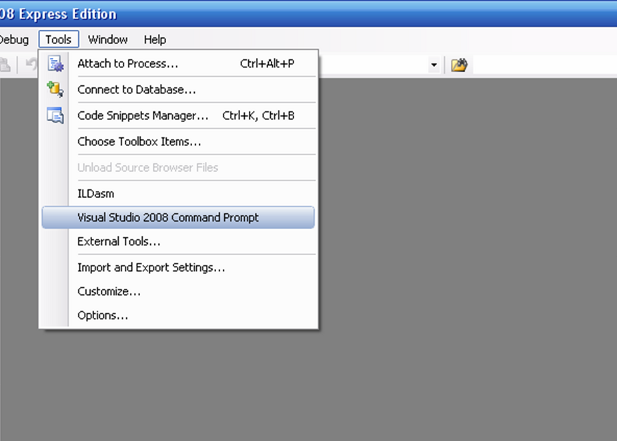 08 Express Edition
Debug Tools Window Help
Attach to Process... Ctrl+Alt+P
Connect to Database...
Code Snippets Manager... Ctrl+K, Ctrl+B
Choose Toolbox Items...
Unload Source Browser Files
ILDasm
Visual Studio 2008 Command Prompt
External Tools...
Import and Export Settings...
Customize...
Options...